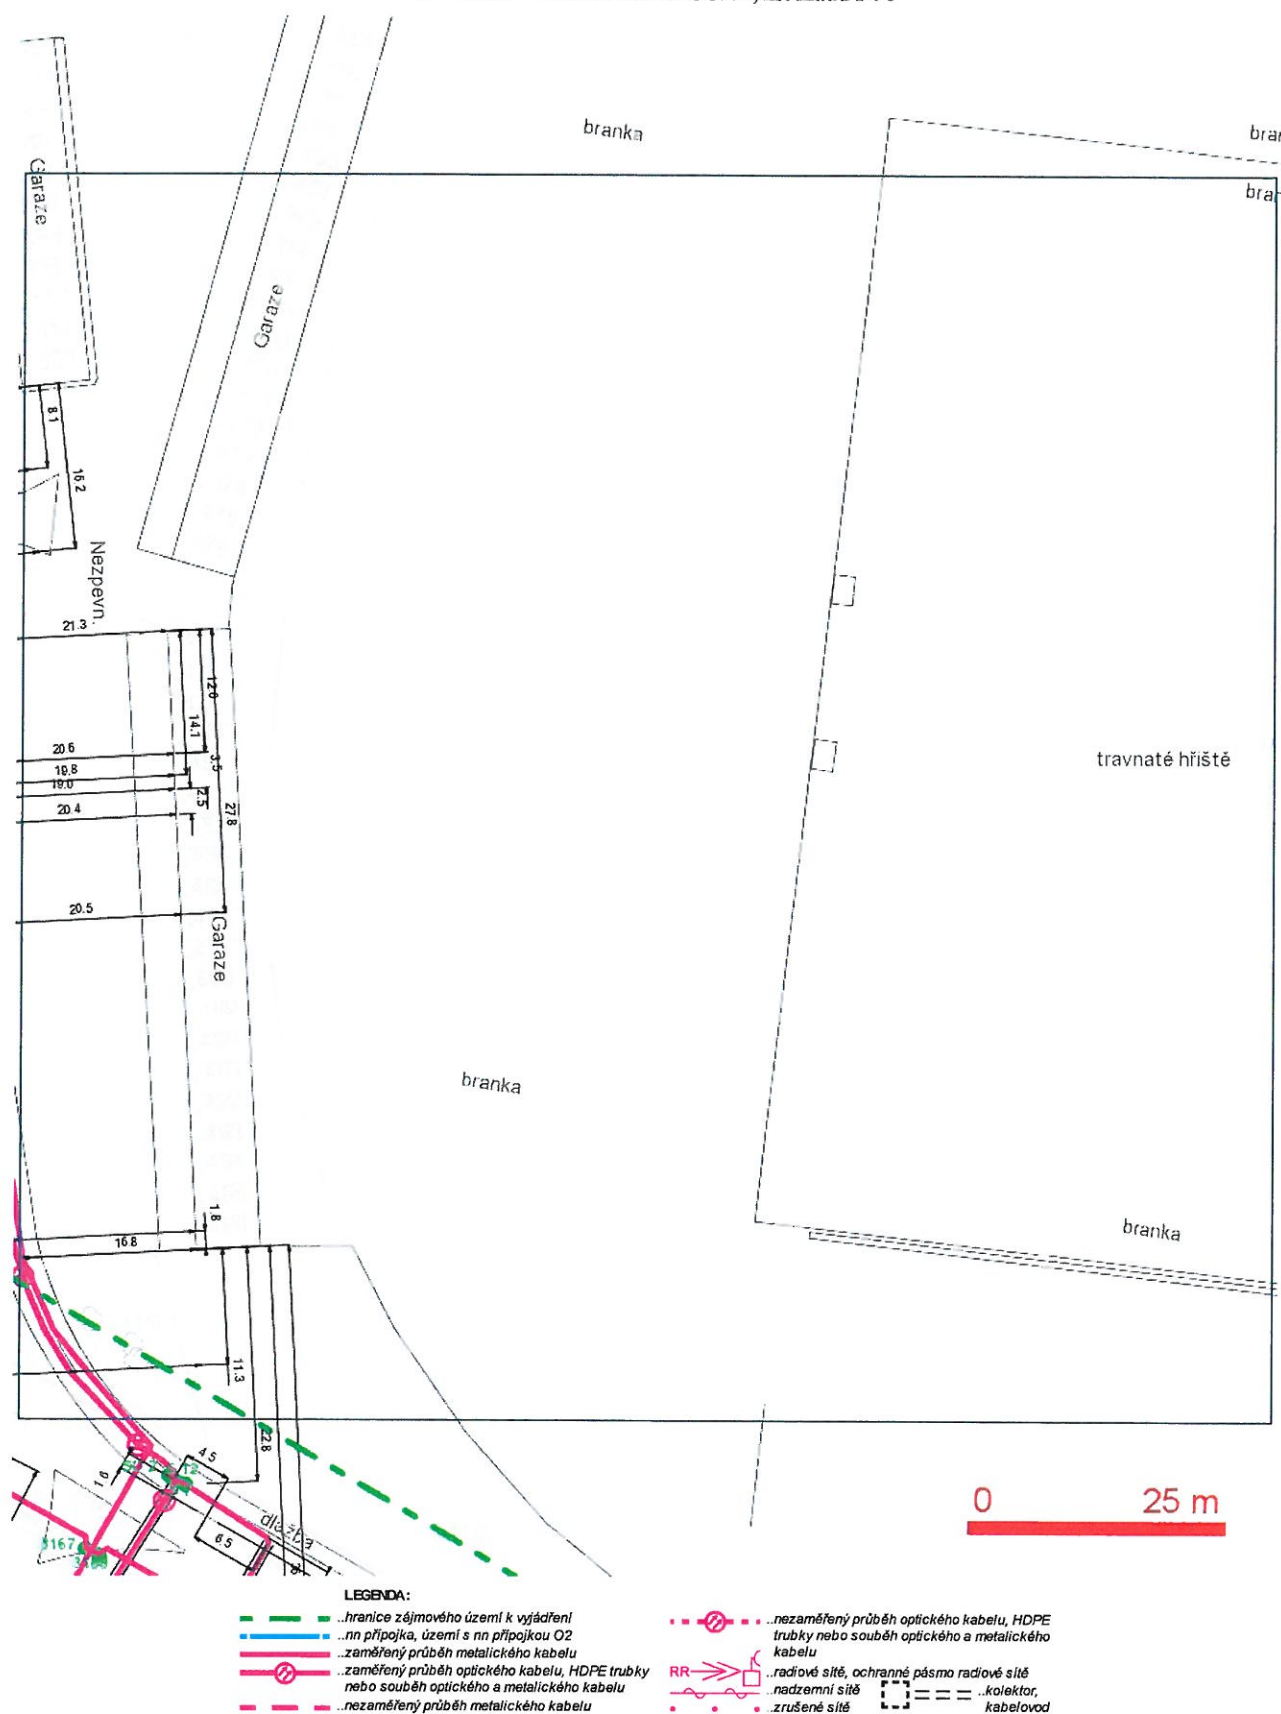 branka
Garaze
Garaze
8.1
16.2
Nezpevn.
21.3
12.6
14.1
20.6
3.5
19.8
19.0
2.5
20.4
27.8
travnaté hřiště
20.5
Garaze
branka
1.8
16.8
branka
11.3
22.8
4.5
12
dlažba
6.5
0 25 m
LEGENDA:
..hranice zájmového území k vyjádření
..nn přípojka, území s nn přípojkou O2
..zaměřený průběh metalického kabelu
..zaměřený průběh optického kabelu, HDPE trubky
nebo souběh optického a metalického kabelu
..nezaměřený průběh metalického kabelu
..nezaměřený průběh optického kabelu, HDPE
trubky nebo souběh optického a metalického
kabelu
RR ..radiové sítě, ochranné pásmo radiové sítě
..nadzemní sítě
..zrušené sítě
..kolektor,
kabelovod